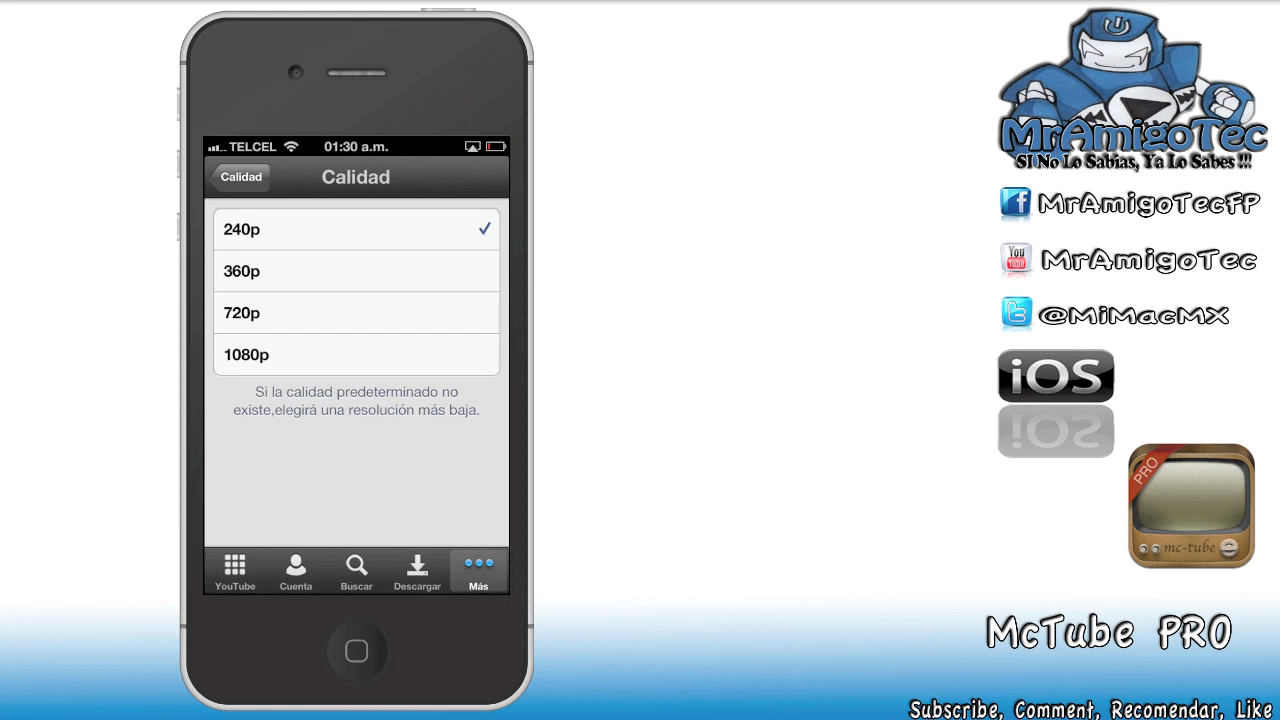 TELCEL 01:30 a.m.
Calidad Calidad
240p
360p
720p
1080p
Si la calidad predeterminado no
existe,elegirá una resolución más baja.
YouTube Cuenta Buscar Descargar Más
MrAmigoTec
SI No Lo Sabias, Ya Lo Sabes !!!
f MrAmigoTecFP
You Tube MrAmigoTec
t @MiMacMX
iOS
PRO
mc-tube
McTube PRO
Subscribe, Comment, Recomendar, Like